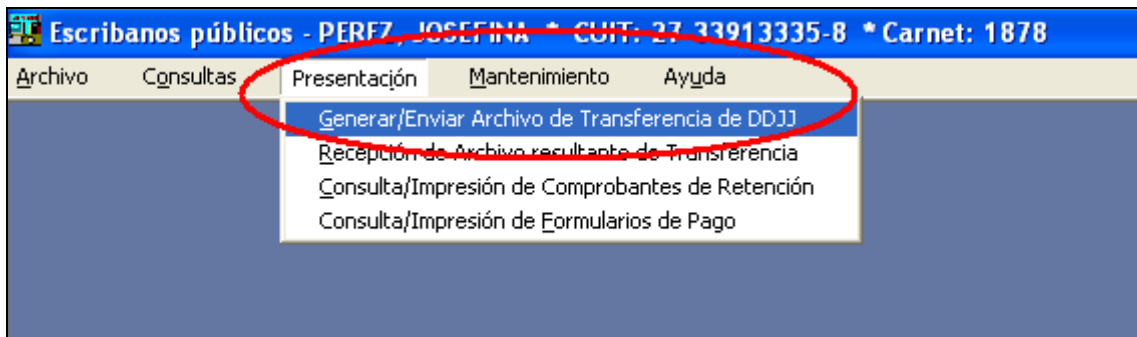 Escribanos públicos - PEREZ, JOSEFINA * CUIT: 27-33913335-8 * Carnet: 1878
Archivo Consultas Presentación Mantenimiento Ayuda
Generar/Enviar Archivo de Transferencia de DDJJ
Recepción de Archivo resultante de Transferencia
Consulta/Impresión de Comprobantes de Retención
Consulta/Impresión de Formularios de Pago